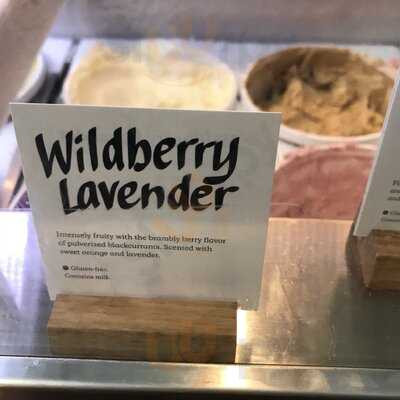 Wildberry
Lavender
Intensely fruity with the brambly berry flavor
of pulverized blackcurrants. Scented with
sweet orange and lavender.
Gluten-free.
Contains milk.